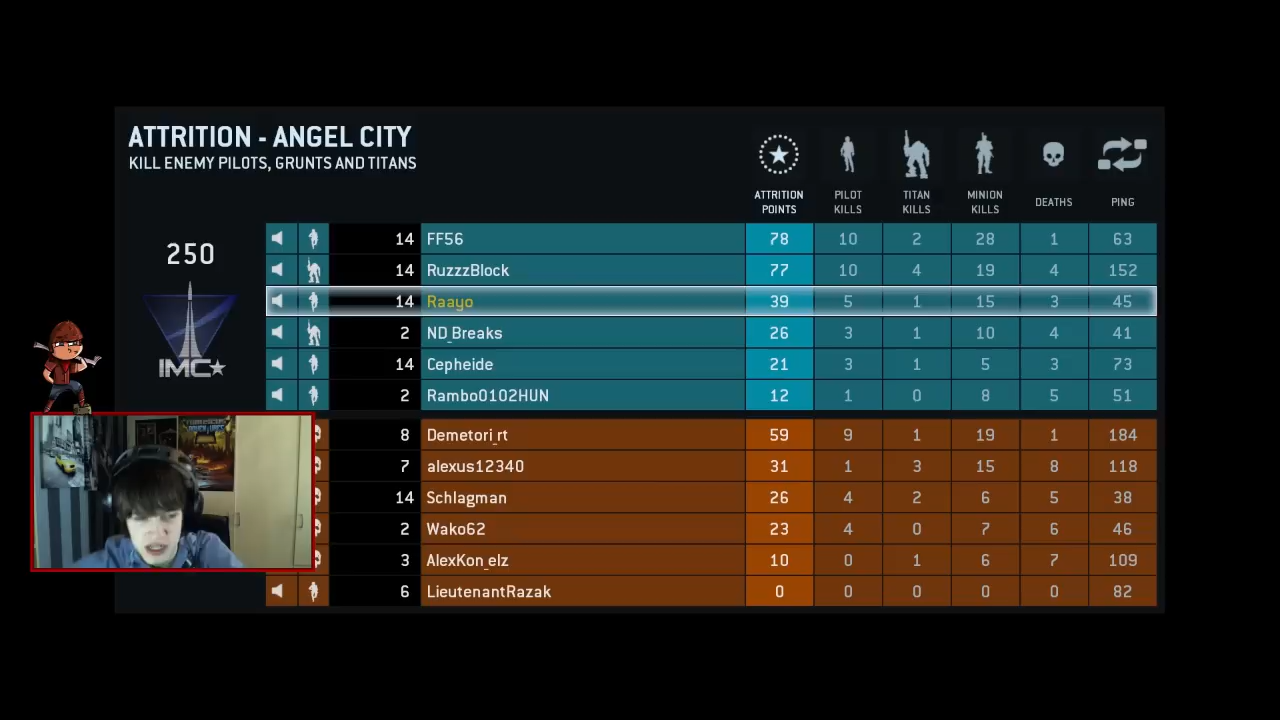 ATTRITION - ANGEL CITY
KILL ENEMY PILOTS, GRUNTS AND TITANS
ATTRITION POINTS PILOT KILLS TITAN KILLS MINION KILLS DEATHS PING
250
IMC
14 FF56 78 10 2 28 1 63
14 RuzzzBlock 77 10 4 19 4 152
14 Raayo 39 5 1 15 3 45
2 ND_Breaks 26 3 1 10 4 41
14 Cepheide 21 3 1 5 3 73
2 Rambo0102HUN 12 1 0 8 5 51
8 Demetori_rt 59 9 1 19 1 184
7 alexus12340 31 1 3 15 8 118
14 Schlagman 26 4 2 6 5 38
2 Wako62 23 4 0 7 6 46
3 AlexKon_elz 10 0 1 6 7 109
6 LieutenantRazak 0 0 0 0 0 82